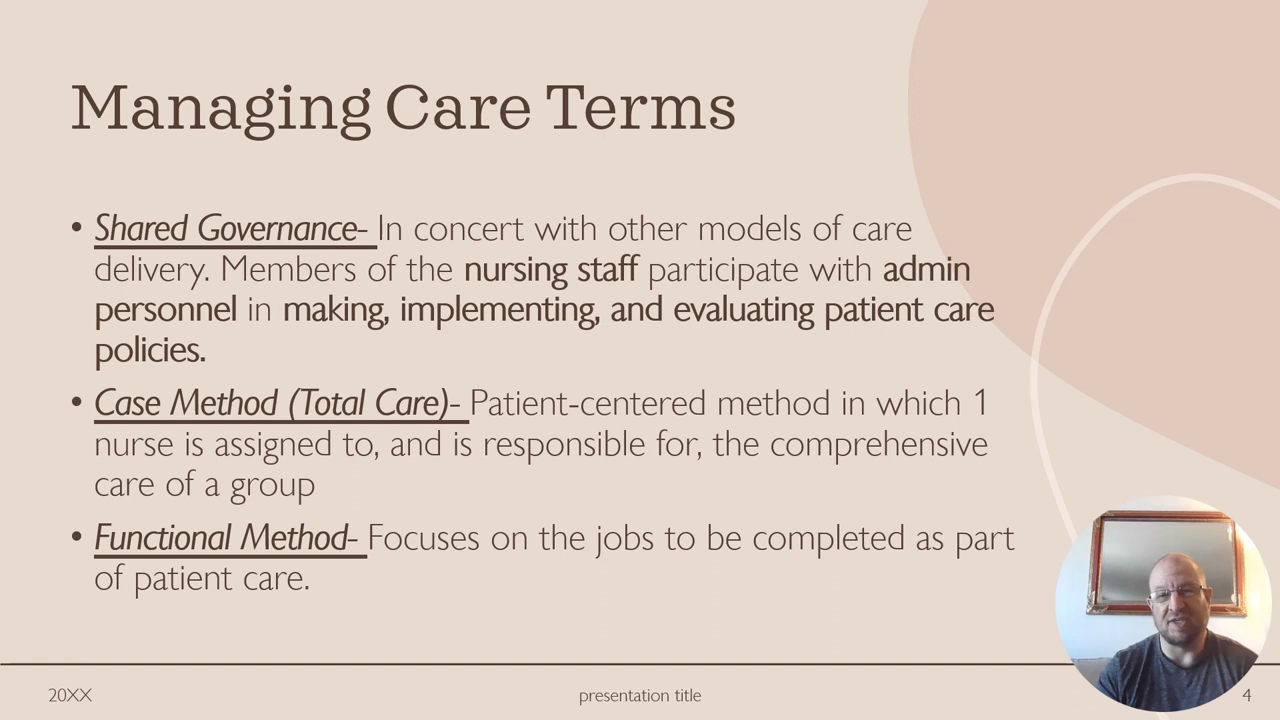 Managing Care Terms
• Shared Governance- In concert with other models of care
delivery. Members of the nursing staff participate with admin
personnel in making, implementing, and evaluating patient care
policies.
• Case Method (Total Care)- Patient-centered method in which 1
nurse is assigned to, and is responsible for, the comprehensive
care of a group
• Functional Method- Focuses on the jobs to be completed as part
of patient care.
20XX
presentation title
4